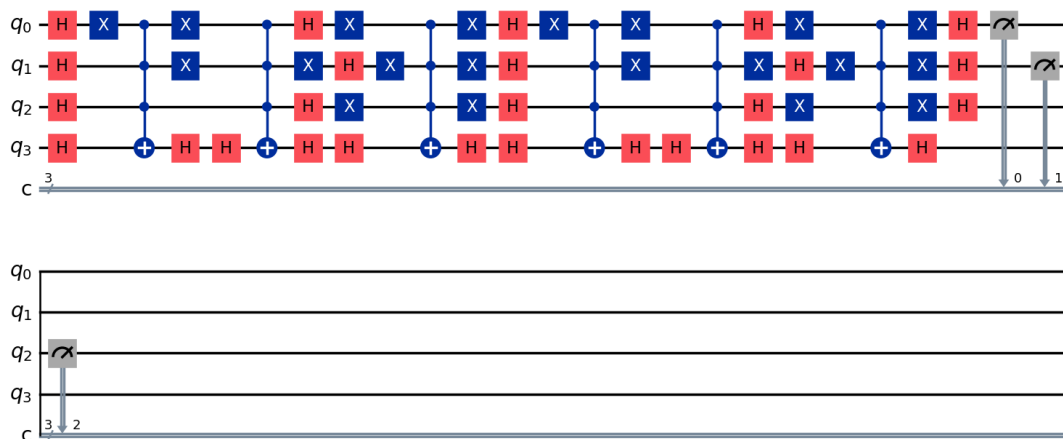 q0 H X X H X X H X X H X X H
q1 H X X H X X H X X H X X H
q2 H H X X H H X X H
q3 H H H H H H H H H H H H
3
c 0 1
q0
q1
q2
q3
3 2
c